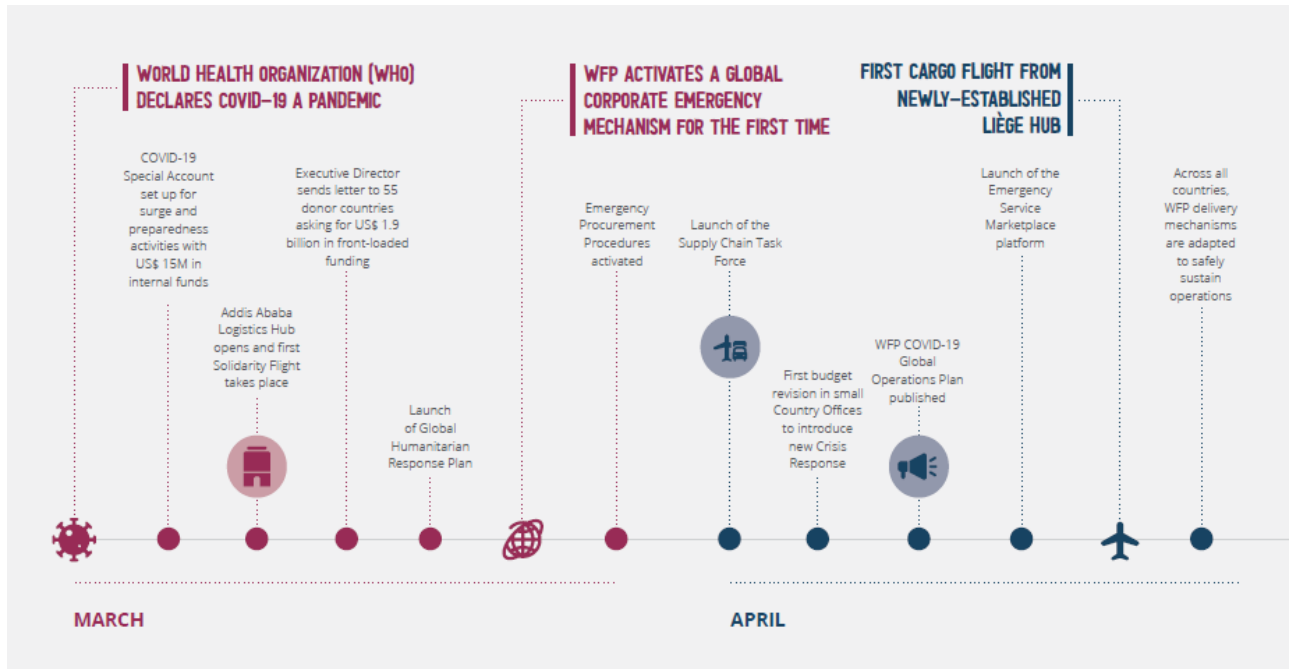 WORLD HEALTH ORGANIZATION (WHO)
DECLARES COVID-19 A PANDEMIC
WFP ACTIVATES A GLOBAL
CORPORATE EMERGENCY
MECHANISM FOR THE FIRST TIME
FIRST CARGO FLIGHT FROM
NEWLY-ESTABLISHED
LIÈGE HUB
COVID-19
Special Account
set up for
surge and
preparedness
activities with
US$ 15M in
internal funds
Addis Ababa
Logistics Hub
opens and first
Solidarity Flight
takes place
Executive Director
sends letter to 55
donor countries
asking for US$ 1.9
billion in front-loaded
funding
Launch
of Global
Humanitarian
Response Plan
Emergency
Procurement
Procedures
activated
Launch of the
Supply Chain Task
Force
First budget
revision in small
Country Offices
to introduce
new Crisis
Response
WFP COVID-19
Global
Operations Plan
published
Launch of the
Emergency
Service
Marketplace
platform
Across all
countries,
WFP delivery
mechanisms
are adapted
to safely
sustain
operations
MARCH
APRIL